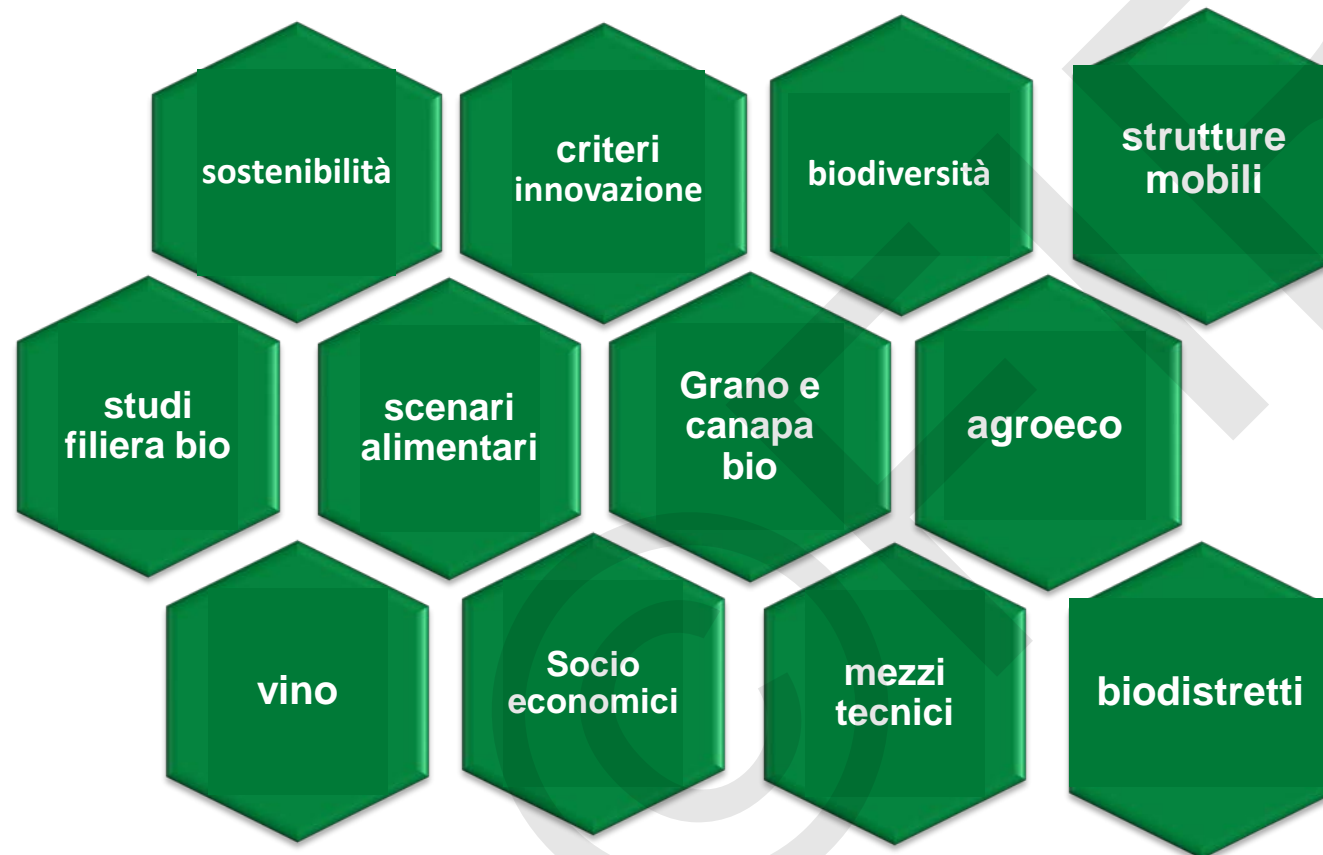 sostenibilità
criteri
innovazione
biodiversità
strutture
mobili
studi
filiera bio
scenari
alimentari
Grano e
canapa
bio
agroeco
vino
Socio
economici
mezzi
tecnici
biodistretti